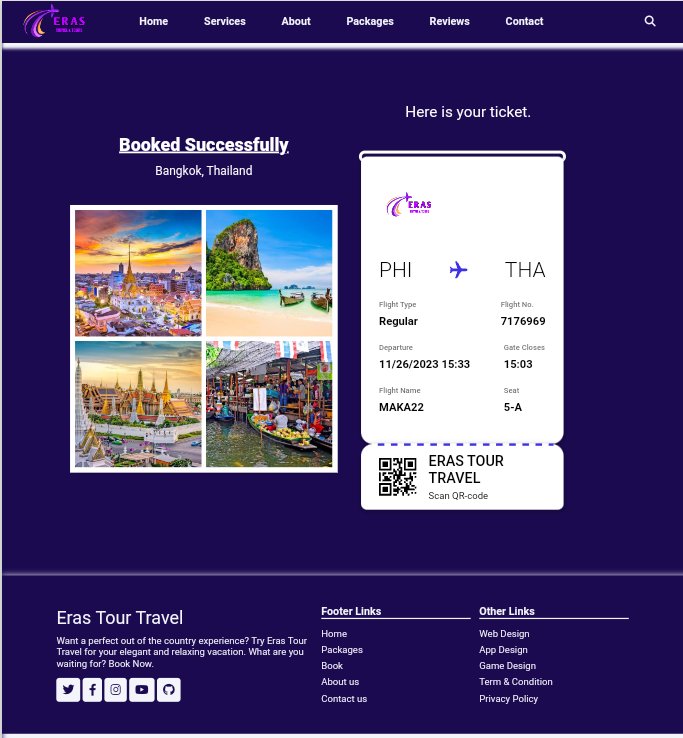 ERAS
Home Services About Packages Reviews Contact
Here is your ticket.
Booked Successfully
Bangkok, Thailand
ERAS
PHI THA
Flight Type Flight No.
Regular 7176969
Departure Gate Closes
11/26/2023 15:33 15:03
Flight Name Seat
MAKA22 5-A
ERAS TOUR
TRAVEL
Scan QR-code
Eras Tour Travel
Want a perfect out of the country experience? Try Eras Tour
Travel for your elegant and relaxing vacation. What are you
waiting for? Book Now.
Footer Links
Home
Packages
Book
About us
Contact us
Other Links
Web Design
App Design
Game Design
Term & Condition
Privacy Policy